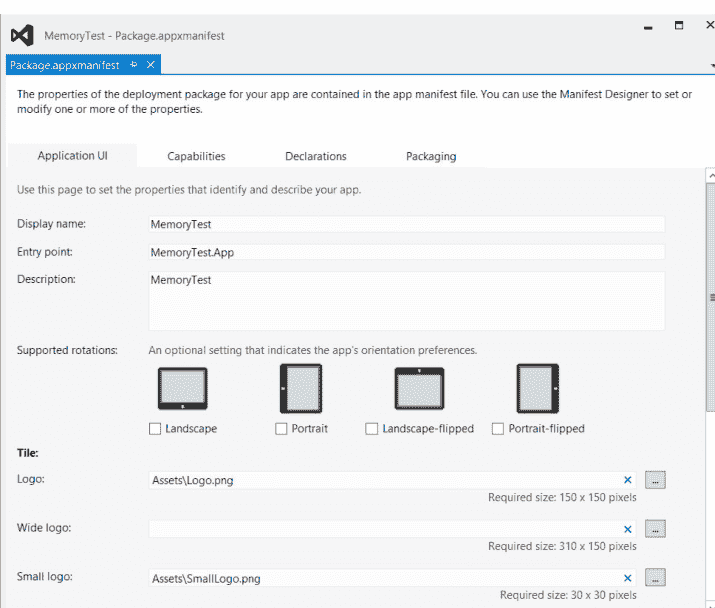 MemoryTest - Package.appxmanifest
Package.appxmanifest
The properties of the deployment package for your app are contained in the app manifest file. You can use the Manifest Designer to set or
modify one or more of the properties.
Application UI Capabilities Declarations Packaging
Use this page to set the properties that identify and describe your app.
Display name: MemoryTest
Entry point: MemoryTest.App
Description: MemoryTest
Supported rotations: An optional setting that indicates the app's orientation preferences.
Landscape Portrait Landscape-flipped Portrait-flipped
Tile:
Logo: Assets\Logo.png ...
Required size: 150 x 150 pixels
Wide logo: ...
Required size: 310 x 150 pixels
Small logo: Assets\SmallLogo.png ...
Required size: 30 x 30 pixels